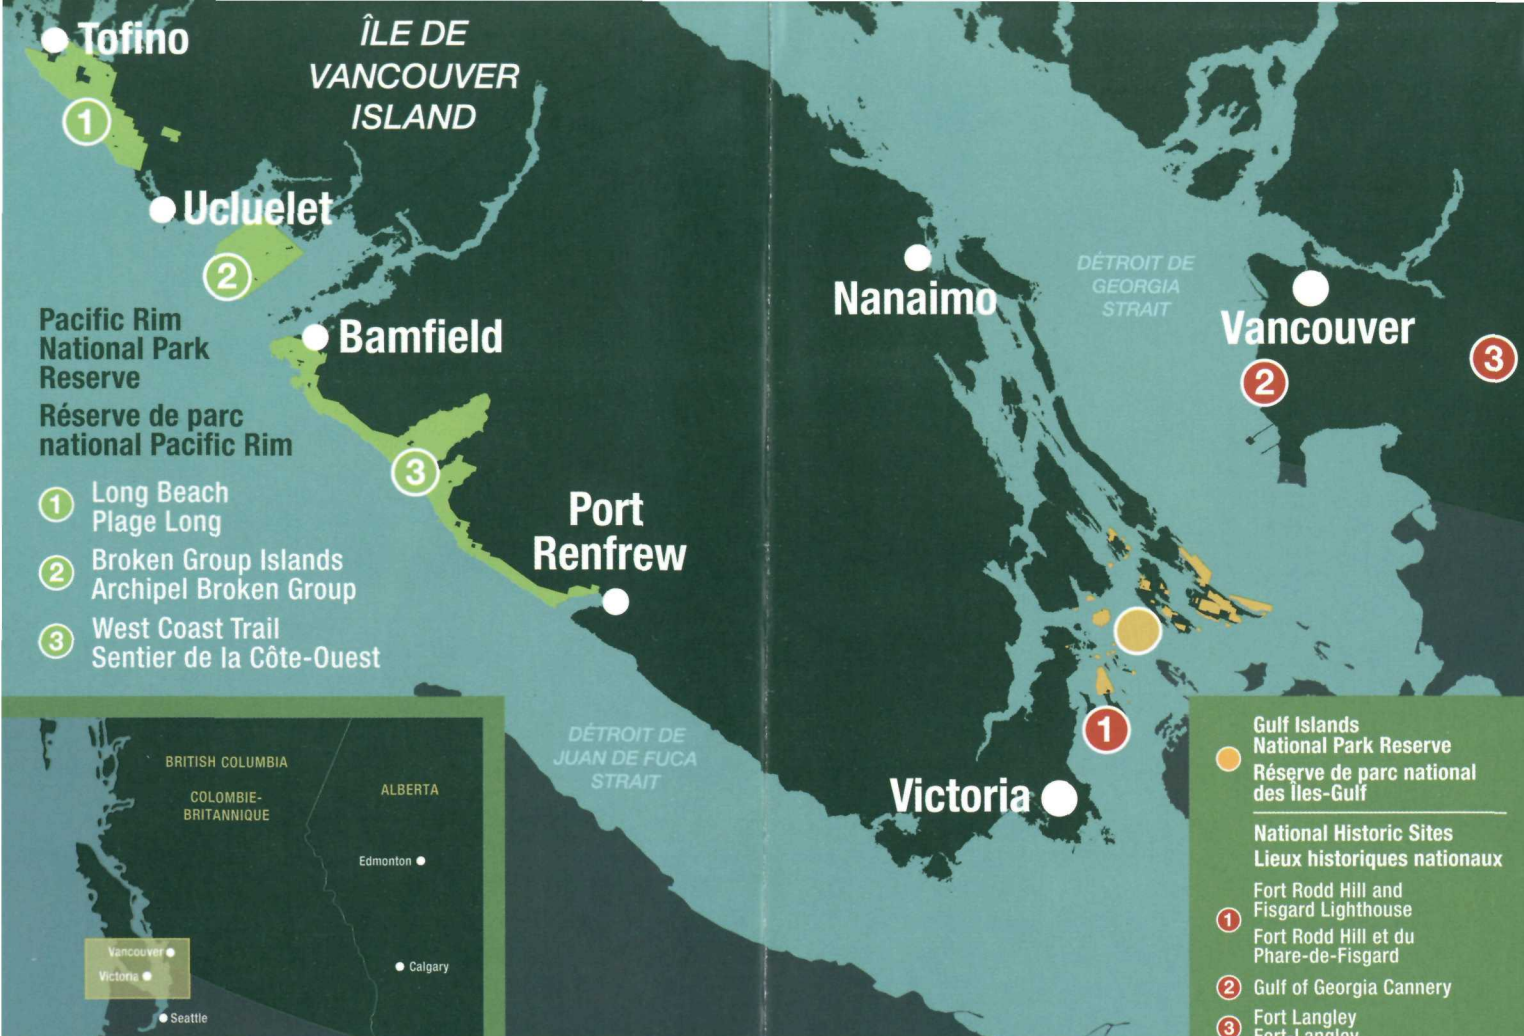 Tofino
ÎLE DE
VANCOUVER
ISLAND
1
Ucluelet
2
Pacific Rim
National Park
Reserve
Réserve de parc
national Pacific Rim
Bamfield
3
1 Long Beach
Plage Long
2 Broken Group Islands
Archipel Broken Group
3 West Coast Trail
Sentier de la Côte-Ouest
Port
Renfrew
DÉTROIT DE
JUAN DE FUCA
STRAIT
Nanaimo
DÉTROIT DE
GEORGIA
STRAIT
Vancouver
2
3
1
Victoria
BRITISH COLUMBIA
COLOMBIE-
BRITANNIQUE
ALBERTA
Edmonton
Calgary
Vancouver
Victoria
Seattle
Gulf Islands
National Park Reserve
Réserve de parc national
des Îles-Gulf
National Historic Sites
Lieux historiques nationaux
1 Fort Rodd Hill and
Fisgard Lighthouse
Fort Rodd Hill et du
Phare-de-Fisgard
2 Gulf of Georgia Cannery
3 Fort Langley
Fort-Langley